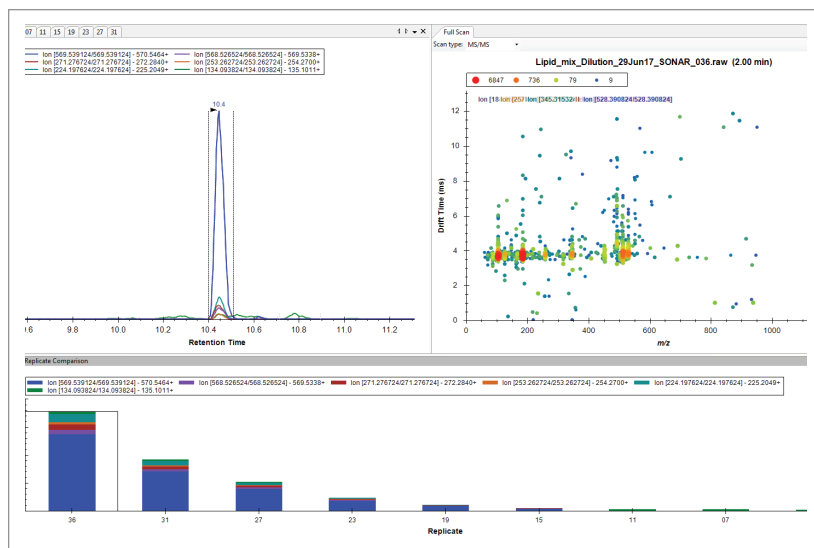 07 11 15 19 23 27 31
Ion [569.539124/569.539124] - 570.5464+ Ion [568.526524/568.526524] - 569.5338+
Ion [271.276724/271.276724] - 272.2840+ Ion [253.262724/253.262724] - 254.2700+
Ion [224.197624/224.197624] - 225.2049+ Ion [134.093824/134.093824] - 135.1011+
10.4
9.6 10.0 10.2 10.4 10.6 10.8 11.0 11.2
Retention Time
Full Scan
Scan type: MS/MS
Lipid_mix_Dilution_29Jun17_SONAR_036.raw (2.00 min)
6847 736 79 9
Ion [18 Ion [257 Ion [345.31532 Ion [528.390824/528.390824]
12
10
8
6
4
2
0
Drift Time (ms)
0 200 400 600 800 1000
m/z
Replicate Comparison
Ion [569.539124/569.539124] - 570.5464+ Ion [568.526524/568.526524] - 569.5338+ Ion [271.276724/271.276724] - 272.2840+ Ion [253.262724/253.262724] - 254.2700+ Ion [224.197624/224.197624] - 225.2049+
Ion [134.093824/134.093824] - 135.1011+
36 31 27 23 19 15 11 07
Replicate